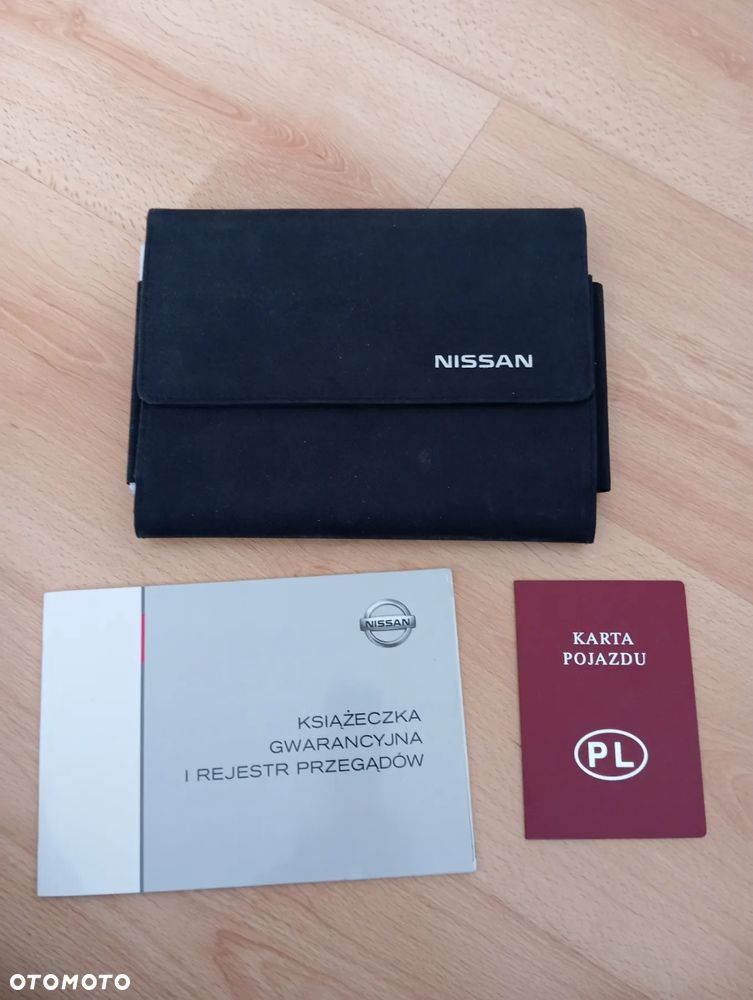 NISSAN
NISSAN
KSIĄŻECZKA
GWARANCYJNA
I REJESTR PRZEGĄDÓW
KARTA
POJAZDU
PL
OTOMOTO